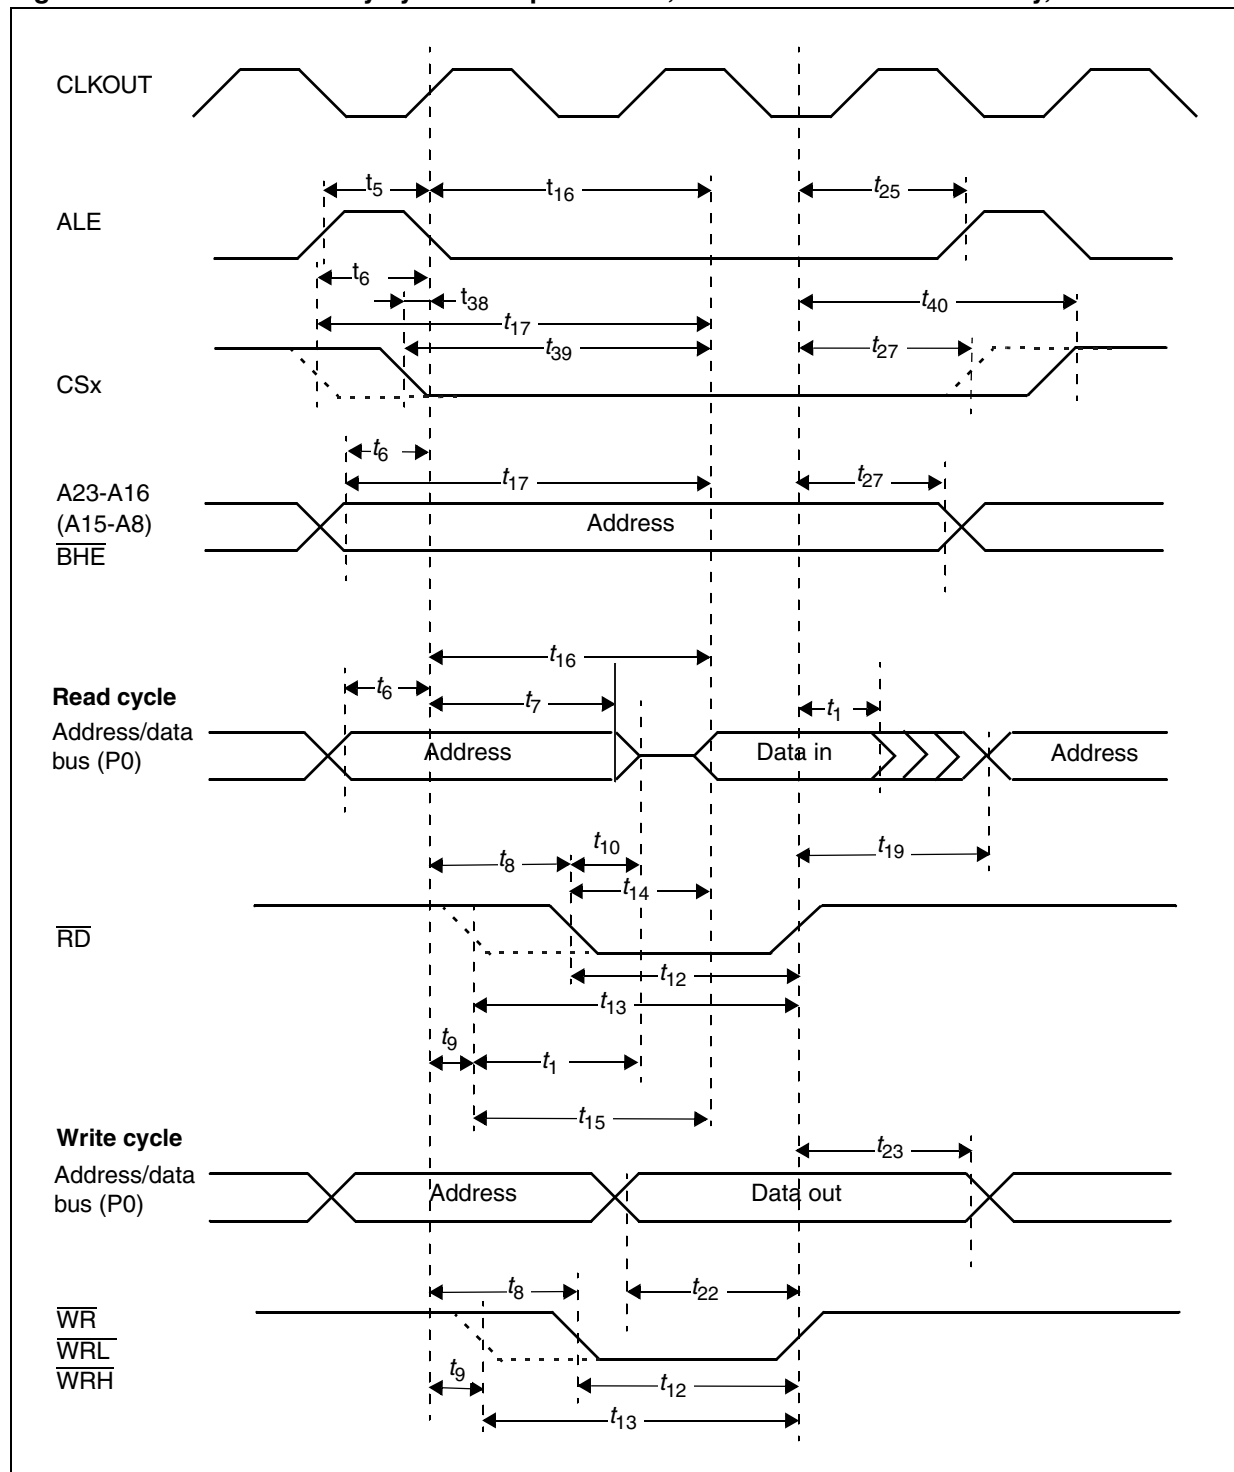 CLKOUT
t5
t16
t25
ALE
t6
t38
t40
t17
t39
t27
CSx
t6
t17
t27
A23-A16
(A15-A8)
Address
BHE
t16
t6
t7
t1
Read cycle
Address/data
bus (P0)
Address
Data in
Address
t10
t8
t19
t14
RD
t12
t13
t9
t1
t15
Write cycle
t23
Address/data
bus (P0)
Address
Data out
t8
t22
WR
WRL
WRH
t9
t12
t13